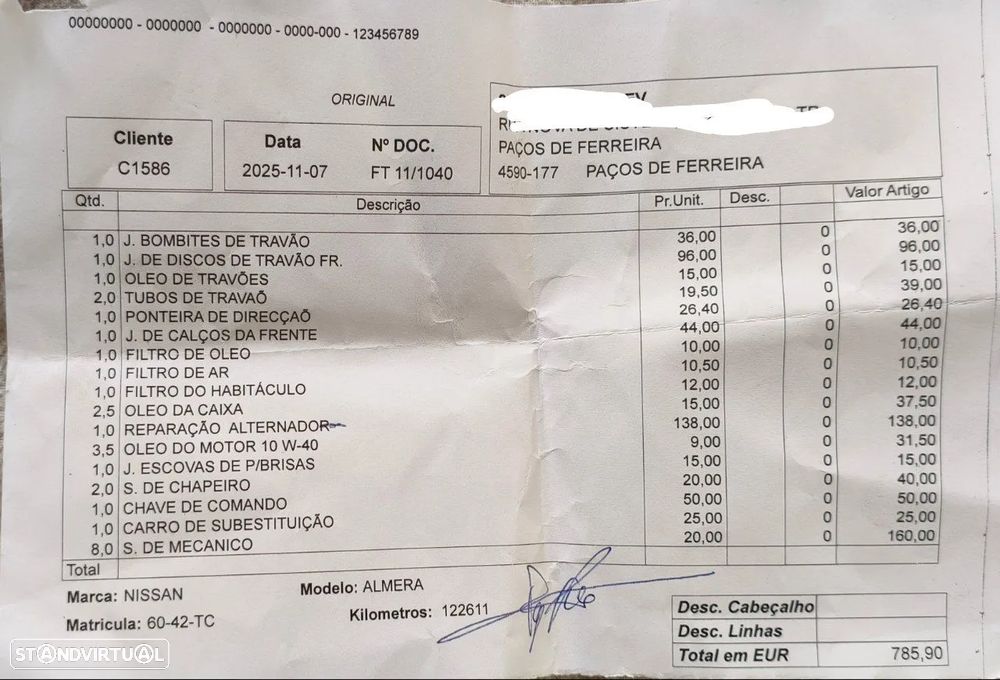 00000000 - 0000000 - 0000000 - 0000-000 - 123456789
ORIGINAL
PAÇOS DE FERREIRA
4590-177 PAÇOS DE FERREIRA
Cliente Data Nº DOC.
C1586 2025-11-07 FT 11/1040
Qtd. Descrição Pr.Unit. Desc. Valor Artigo
1,0 J. BOMBITES DE TRAVÃO 36,00 0 36,00
1,0 J. DE DISCOS DE TRAVÃO FR. 96,00 0 96,00
1,0 OLEO DE TRAVÕES 15,00 0 15,00
2,0 TUBOS DE TRAVAÕ 19,50 0 39,00
1,0 PONTEIRA DE DIRECÇAÕ 26,40 0 26,40
1,0 J. DE CALÇOS DA FRENTE 44,00 0 44,00
1,0 FILTRO DE OLEO 10,00 0 10,00
1,0 FILTRO DE AR 10,50 0 10,50
1,0 FILTRO DO HABITÁCULO 12,00 0 12,00
2,5 OLEO DA CAIXA 15,00 0 37,50
1,0 REPARAÇÃO ALTERNADOR 138,00 0 138,00
3,5 OLEO DO MOTOR 10 W-40 9,00 0 31,50
1,0 J. ESCOVAS DE P/BRISAS 15,00 0 15,00
2,0 S. DE CHAPEIRO 20,00 0 40,00
1,0 CHAVE DE COMANDO 50,00 0 50,00
1,0 CARRO DE SUBESTITUIÇÃO 25,00 0 25,00
8,0 S. DE MECANICO 20,00 0 160,00
Total
Marca: NISSAN Modelo: ALMERA
Matricula: 60-42-TC Kilometros: 122611
Desc. Cabeçalho
Desc. Linhas
Total em EUR 785,90
STANDVIRTUAL